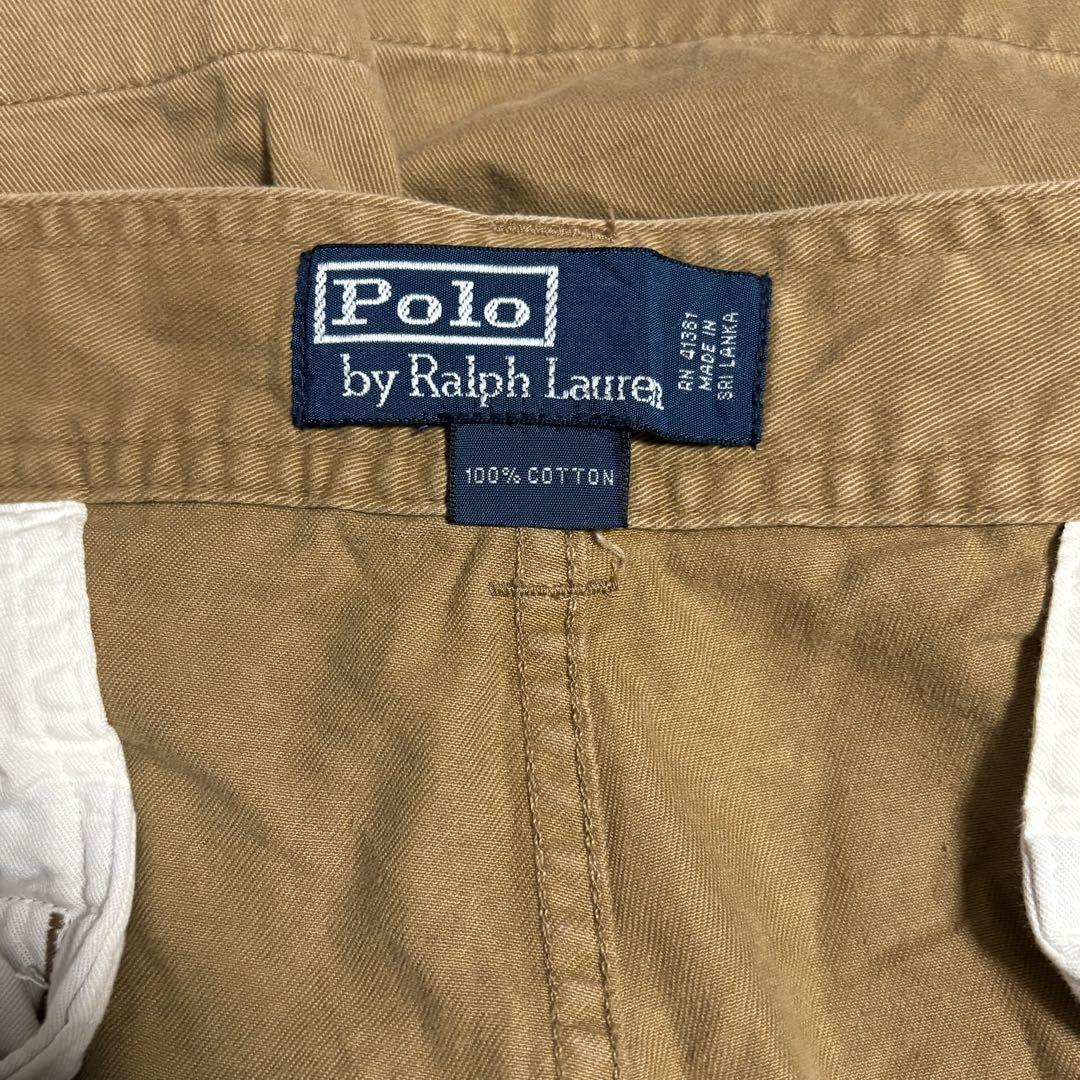 Polo
by Ralph Lauren
RN 41381
MADE IN
SRI LANKA
100% COTTON